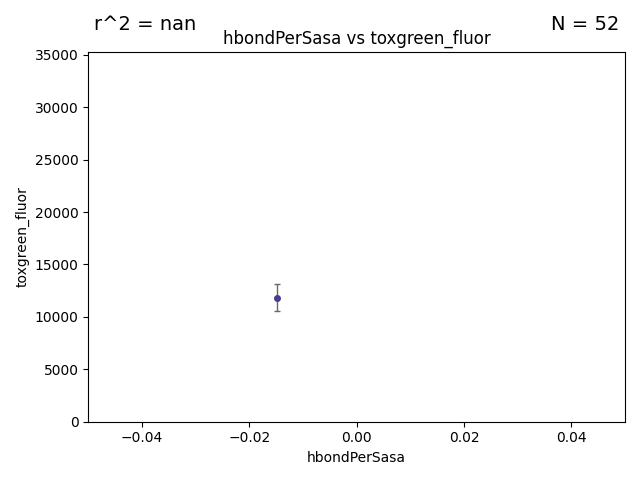 r^2 = nan
N = 52
hbondPerSasa vs toxgreen_fluor
35000
30000
25000
20000
15000
10000
5000
0
toxgreen_fluor
−0.04
−0.02
0.00
0.02
0.04
hbondPerSasa